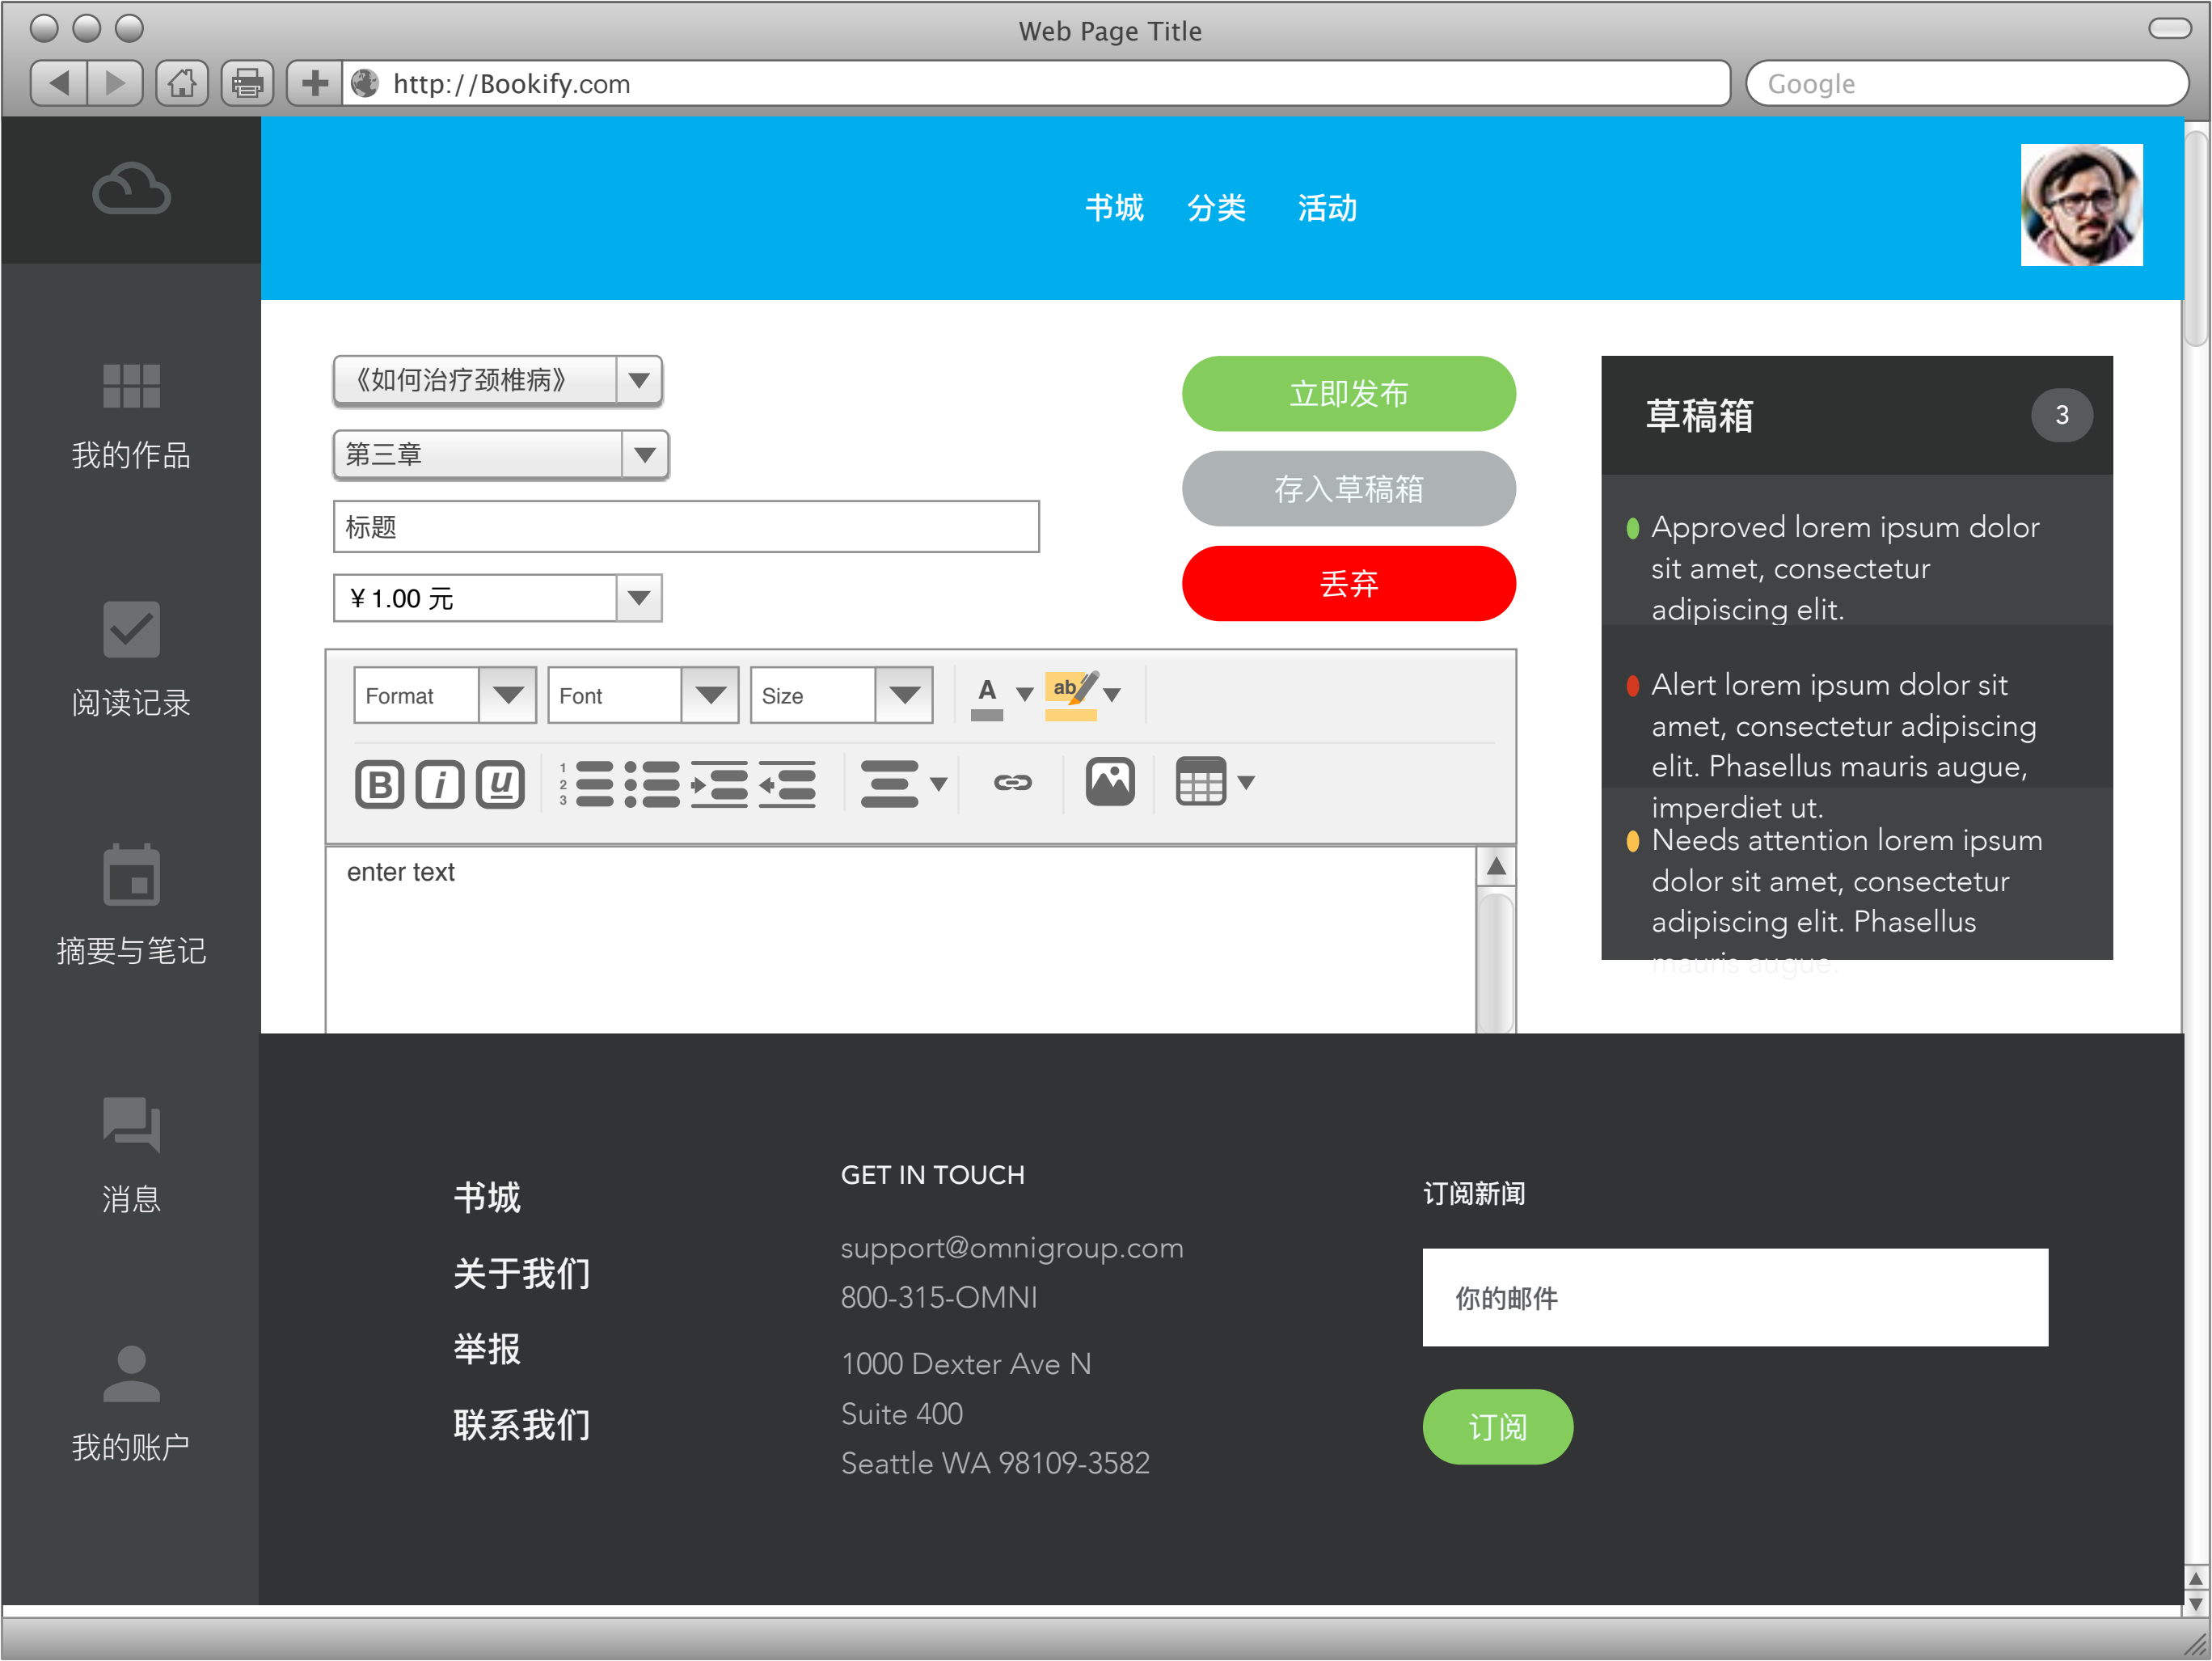 Web Page Title
http://Bookify.com
Google
书城 分类 活动
我的作品
阅读记录
摘要与笔记
消息
我的账户
《如何治疗颈椎病》
第三章
标题
￥1.00 元
立即发布
存入草稿箱
丢弃
Format Font Size A ab
B i u 1 2 3
enter text
草稿箱 3
Approved lorem ipsum dolor
sit amet, consectetur
adipiscing elit.
Alert lorem ipsum dolor sit
amet, consectetur adipiscing
elit. Phasellus mauris augue,
imperdiet ut.
Needs attention lorem ipsum
dolor sit amet, consectetur
adipiscing elit. Phasellus
mauris augue.
书城
关于我们
举报
联系我们
GET IN TOUCH
support@omnigroup.com
800-315-OMNI
1000 Dexter Ave N
Suite 400
Seattle WA 98109-3582
订阅新闻
你的邮件
订阅